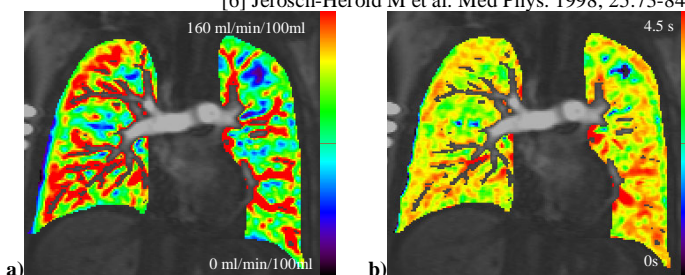 [6] Jerosch-Herold M et al. Med Phys. 1998; 25:73-84
160 ml/min/100ml
4.5 s
0 ml/min/100ml
0s
a)
b)